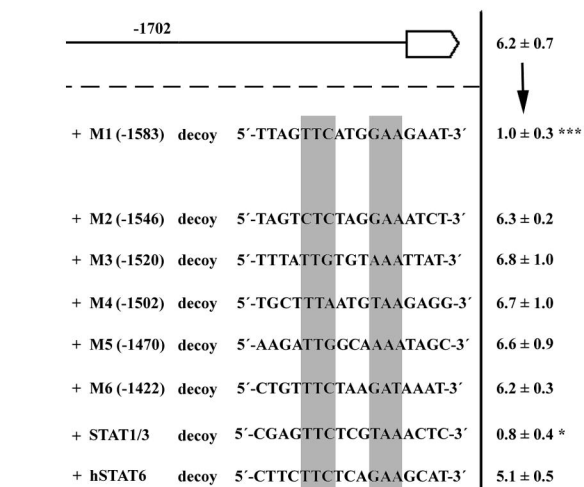 -1702
6.2 ± 0.7
+ M1 (-1583) decoy 5´-TTAGTTCATGGAAGAAT-3´ 1.0 ± 0.3 ***
+ M2 (-1546) decoy 5´-TAGTCTCTAGGAAATCT-3´ 6.3 ± 0.2
+ M3 (-1520) decoy 5´-TTTATTGTGTAAATTAT-3´ 6.8 ± 1.0
+ M4 (-1502) decoy 5´-TGCTTTAATGTAAGAGG-3´ 6.7 ± 1.0
+ M5 (-1470) decoy 5´-AAGATTGGCAAAATAGC-3´ 6.6 ± 0.9
+ M6 (-1422) decoy 5´-CTGTTTCTAAGATAAAT-3´ 6.2 ± 0.3
+ STAT1/3 decoy 5´-CGAGTTCTCGTAAACTC-3´ 0.8 ± 0.4 *
+ hSTAT6 decoy 5´-CTTCTTCTCAGAAGCAT-3´ 5.1 ± 0.5